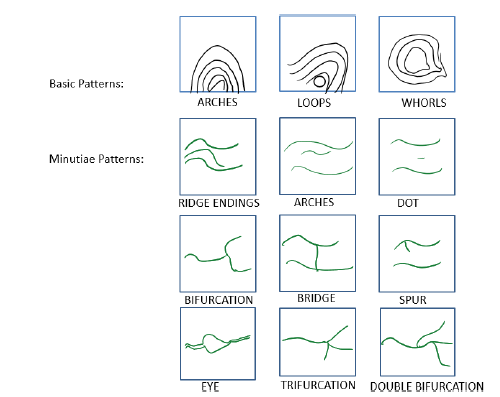 Basic Patterns:
ARCHES LOOPS WHORLS
Minutiae Patterns:
RIDGE ENDINGS ARCHES DOT
BIFURCATION BRIDGE SPUR
EYE TRIFURCATION DOUBLE BIFURCATION